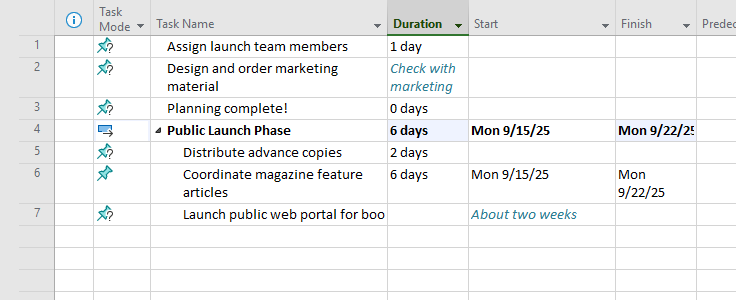 Task Mode Task Name Duration Start Finish Predec
1 Assign launch team members 1 day
2 Design and order marketing material Check with marketing
3 Planning complete! 0 days
4 Public Launch Phase 6 days Mon 9/15/25 Mon 9/22/25
5 Distribute advance copies 2 days
6 Coordinate magazine feature articles 6 days Mon 9/15/25 Mon 9/22/25
7 Launch public web portal for boo About two weeks